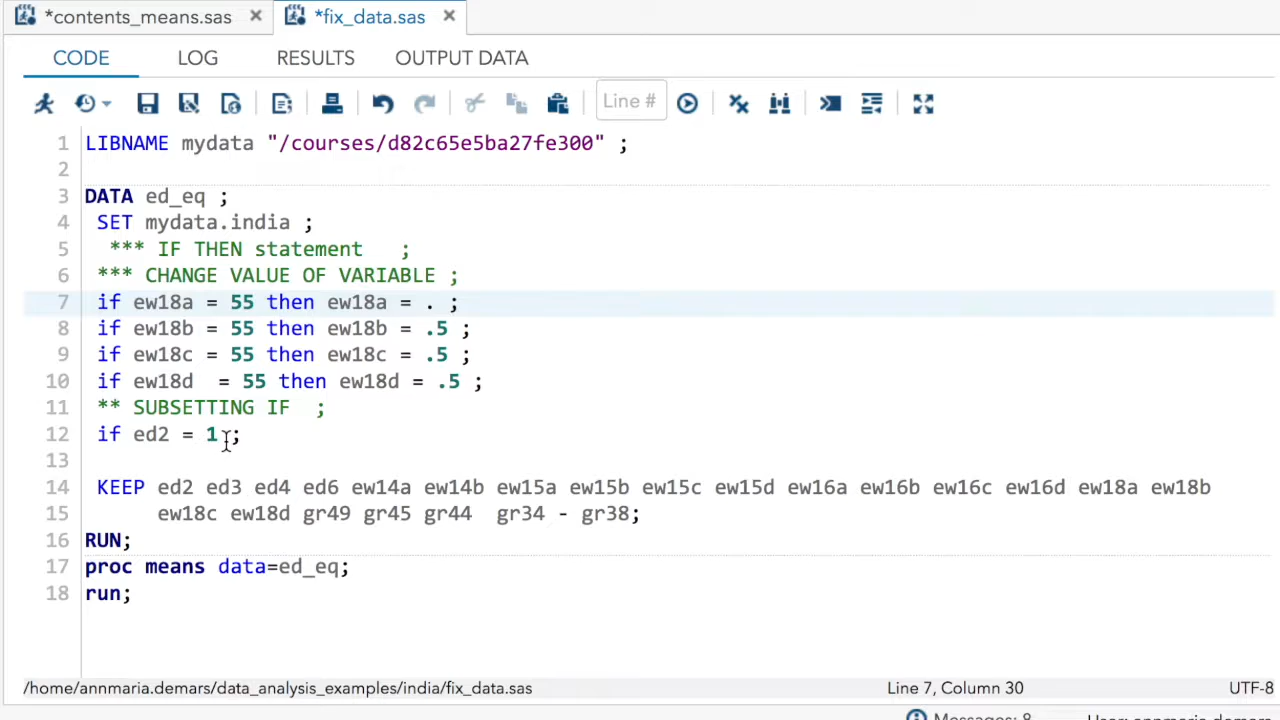 *contents_means.sas × *fix_data.sas ×
CODE LOG RESULTS OUTPUT DATA
Line #
1 LIBNAME mydata "/courses/d82c65e5ba27fe300" ;
2
3 DATA ed_eq ;
4 SET mydata.india ;
5 *** IF THEN statement ;
6 *** CHANGE VALUE OF VARIABLE ;
7 if ew18a = 55 then ew18a = . ;
8 if ew18b = 55 then ew18b = .5 ;
9 if ew18c = 55 then ew18c = .5 ;
10 if ew18d = 55 then ew18d = .5 ;
11 ** SUBSETTING IF ;
12 if ed2 = 1 ;
13
14 KEEP ed2 ed3 ed4 ed6 ew14a ew14b ew15a ew15b ew15c ew15d ew16a ew16b ew16c ew16d ew18a ew18b
15 ew18c ew18d gr49 gr45 gr44 gr34 - gr38;
16 RUN;
17 proc means data=ed_eq;
18 run;
/home/annmaria.demars/data_analysis_examples/india/fix_data.sas Line 7, Column 30 UTF-8
Messages: 8 User: annmaria.demars